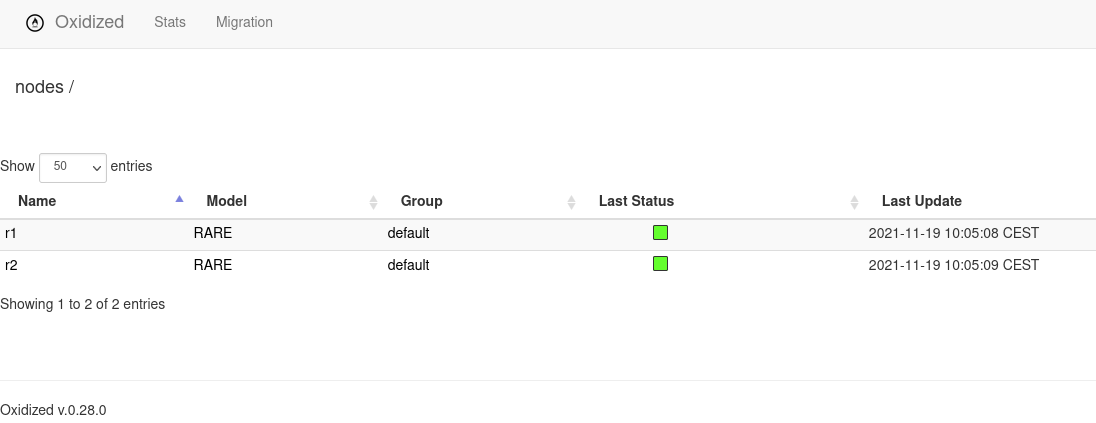 Oxidized Stats Migration
nodes /
Show 50 entries
Name Model Group Last Status Last Update
r1 RARE default 2021-11-19 10:05:08 CEST
r2 RARE default 2021-11-19 10:05:09 CEST
Showing 1 to 2 of 2 entries
Oxidized v.0.28.0